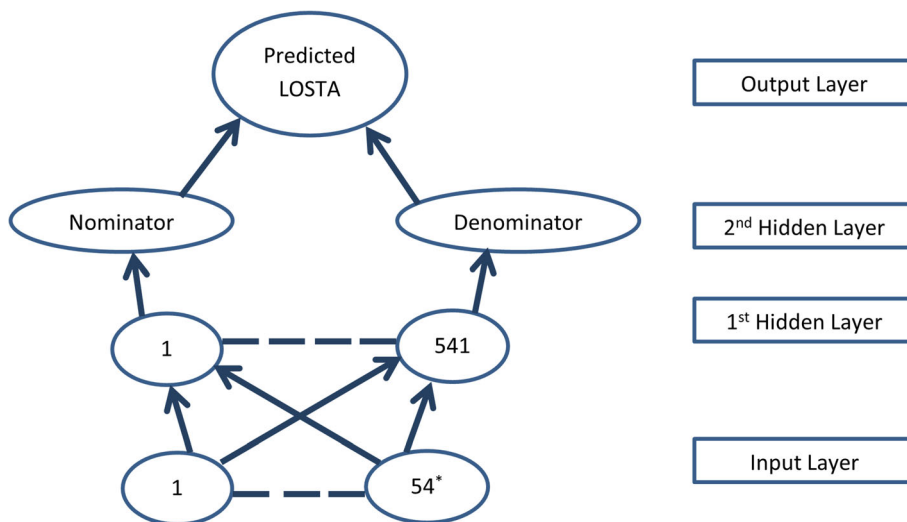 Predicted
LOSTA
Output Layer
Nominator
Denominator
2nd Hidden Layer
1st Hidden Layer
1
541
1
54*
Input Layer